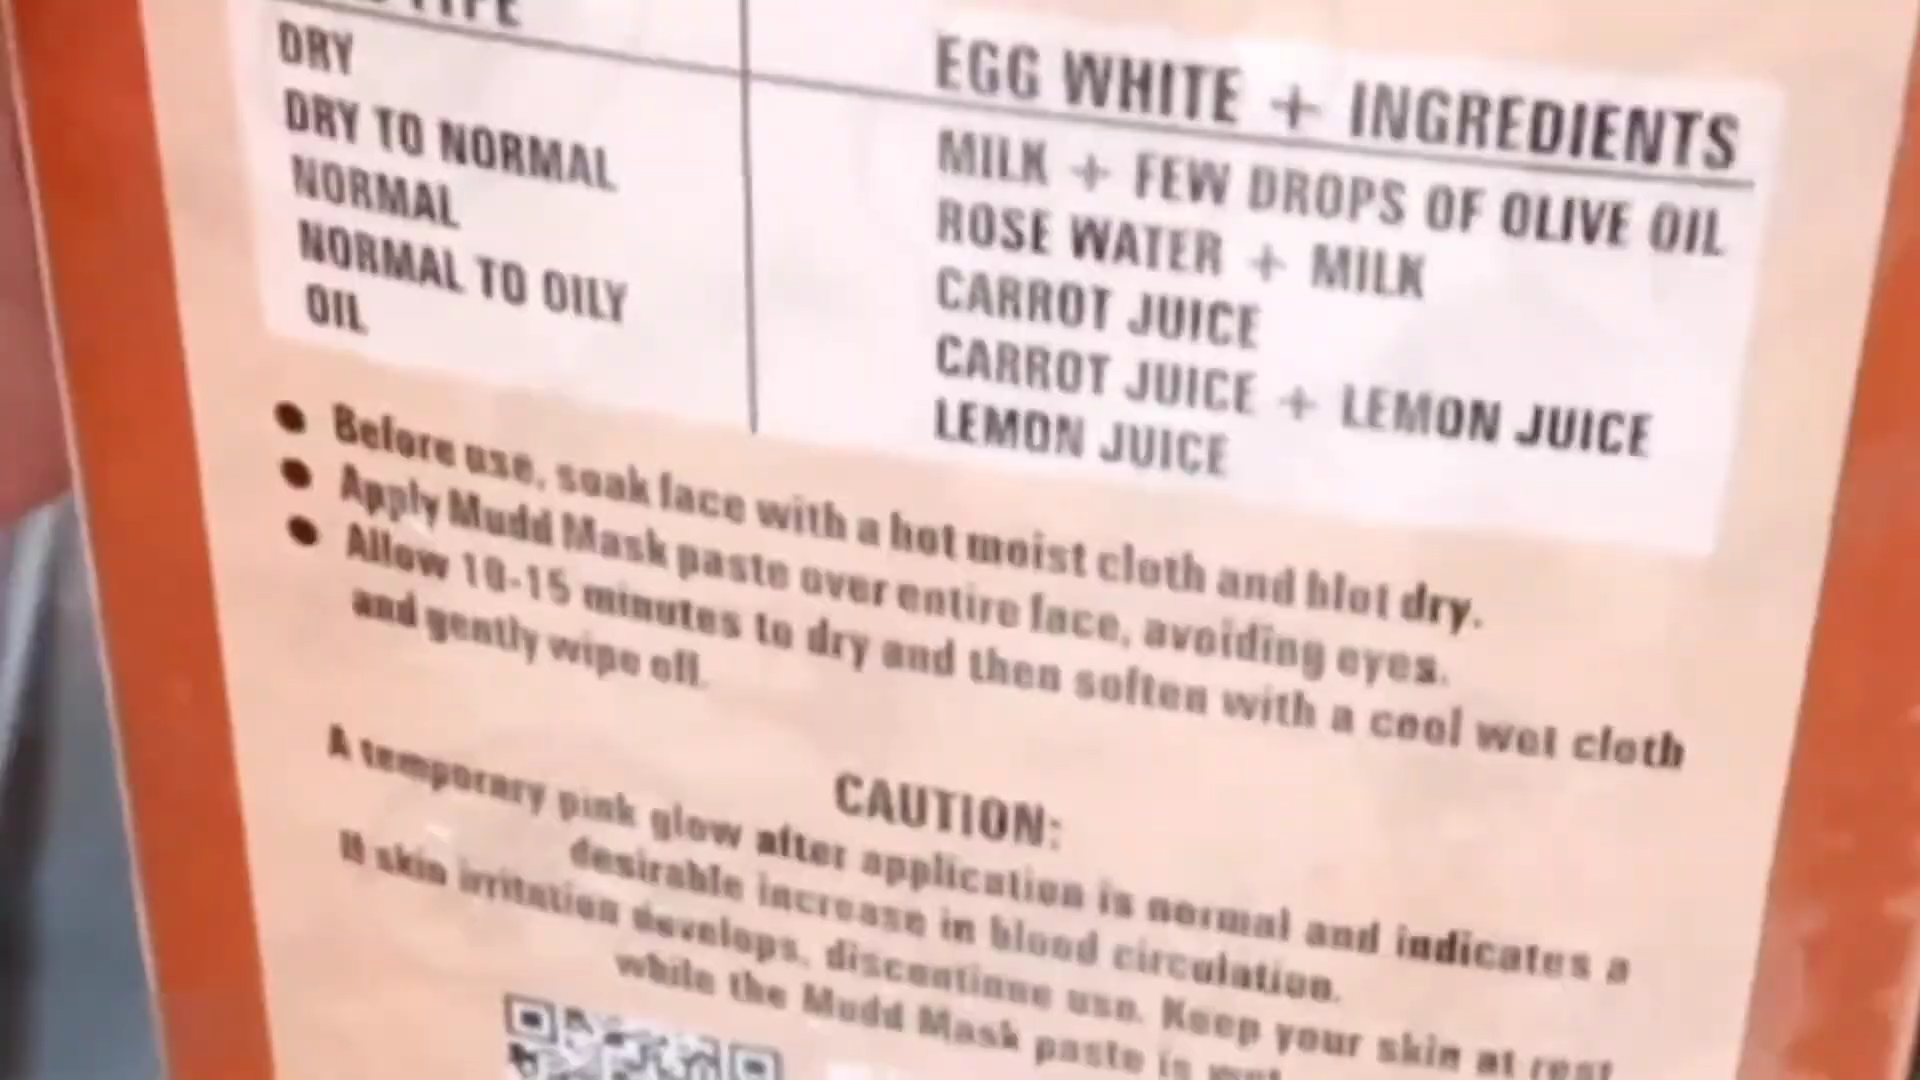 TYPE
EGG WHITE + INGREDIENTS
DRY
MILK + FEW DROPS OF OLIVE OIL
DRY TO NORMAL
ROSE WATER + MILK
NORMAL
CARROT JUICE
NORMAL TO OILY
CARROT JUICE + LEMON JUICE
OIL
LEMON JUICE
● Before use, soak face with a hot moist cloth and blot dry.
● Apply Mudd Mask paste over entire face, avoiding eyes.
● Allow 10-15 minutes to dry and then soften with a cool wet cloth
and gently wipe off.
CAUTION:
A temporary pink glow after application is normal and indicates a
desirable increase in blood circulation.
If skin irritation develops, discontinue use. Keep your skin at rest
while the Mudd Mask paste is wet.